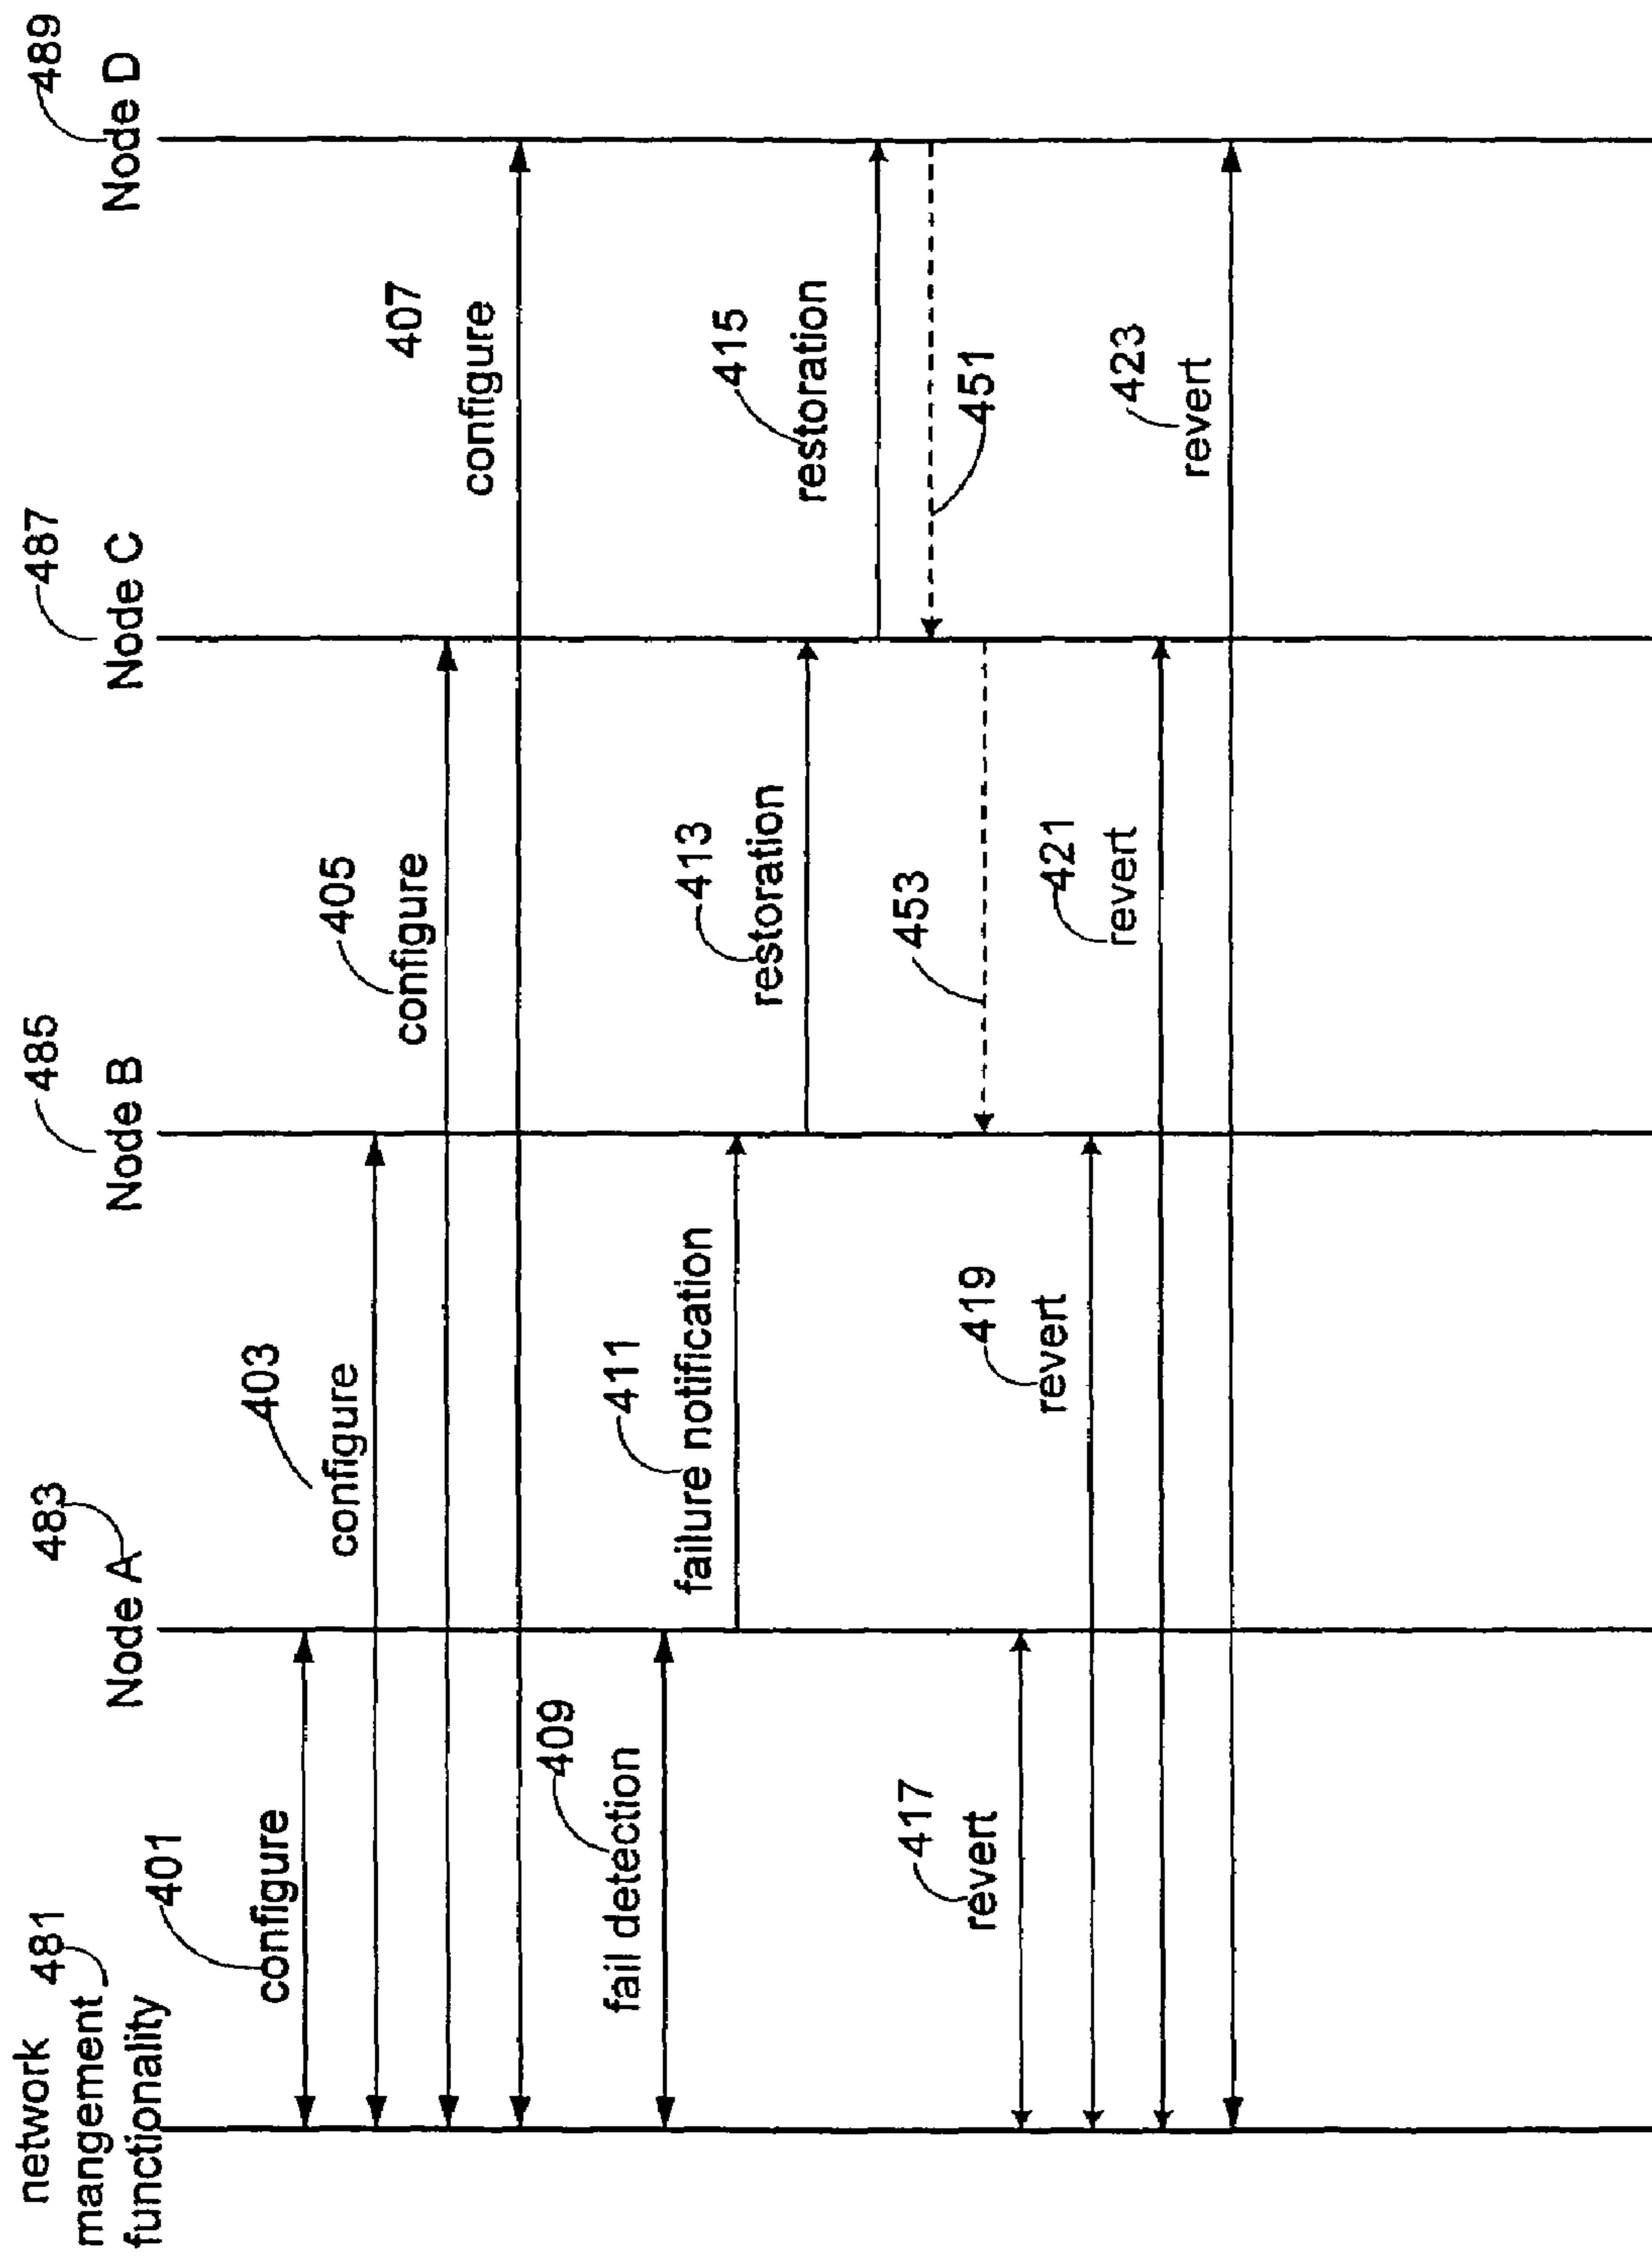 network
mangement 481
functionality
Node A 483
Node B 485
Node C 487
Node D 489
401
configure
403
configure
405
configure
407
configure
409
fail detection
411
failure notification
413
restoration
415
restoration
451
453
417
revert
419
revert
421
revert
423
revert